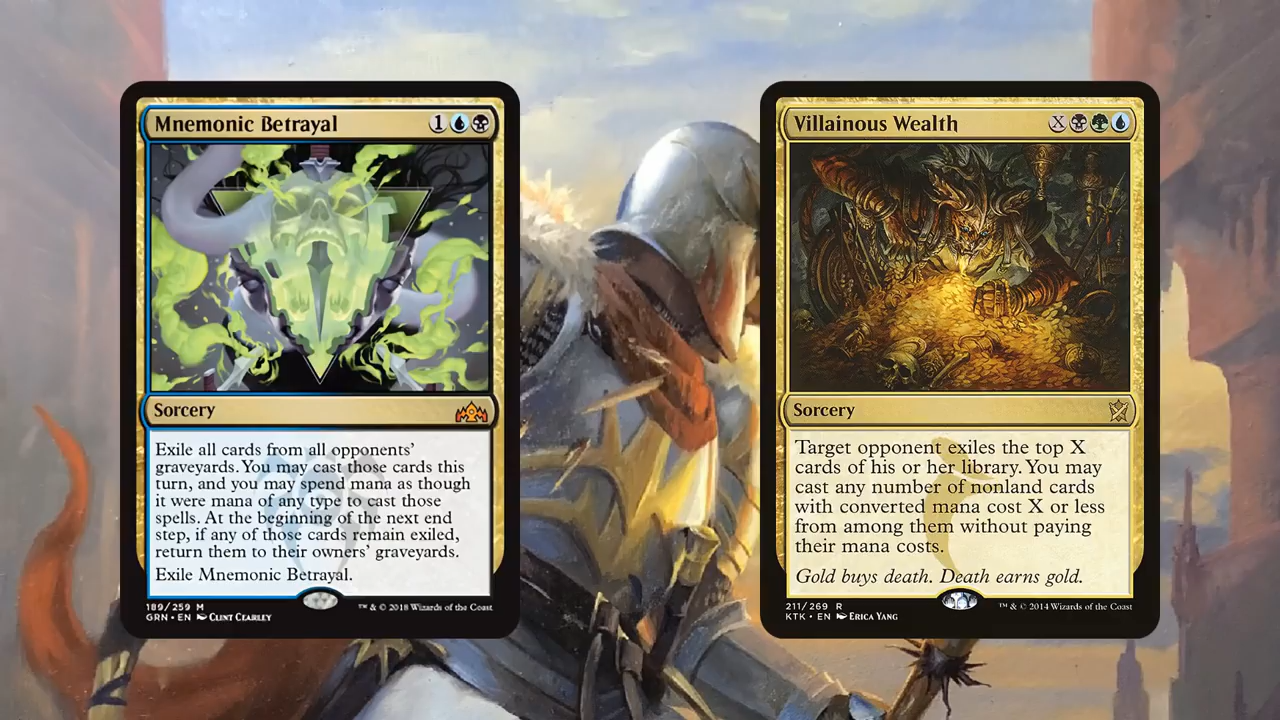 Mnemonic Betrayal 1
Sorcery
Exile all cards from all opponents'
graveyards. You may cast those cards this
turn, and you may spend mana as though
it were mana of any type to cast those
spells. At the beginning of the next end
step, if any of those cards remain exiled,
return them to their owners' graveyards.
Exile Mnemonic Betrayal.
189/259 M
GRN • EN Clint Cearley
™ & © 2018 Wizards of the Coast
Villainous Wealth X
Sorcery
Target opponent exiles the top X
cards of his or her library. You may
cast any number of nonland cards
with converted mana cost X or less
from among them without paying
their mana costs.
Gold buys death. Death earns gold.
211/269 R
KTK • EN Erica Yang
™ & © 2014 Wizards of the Coast